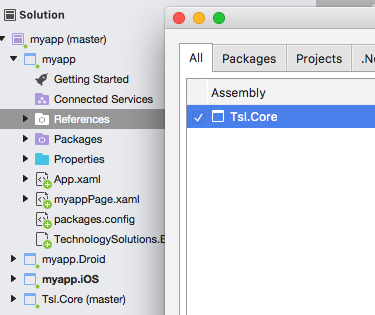 Solution
myapp (master)
myapp
Getting Started
Connected Services
References
Packages
Properties
App.xaml
myappPage.xaml
packages.config
TechnologySolutions.E
myapp.Droid
myapp.iOS
Tsl.Core (master)
All
Packages
Projects
.Ne
Assembly
Tsl.Core